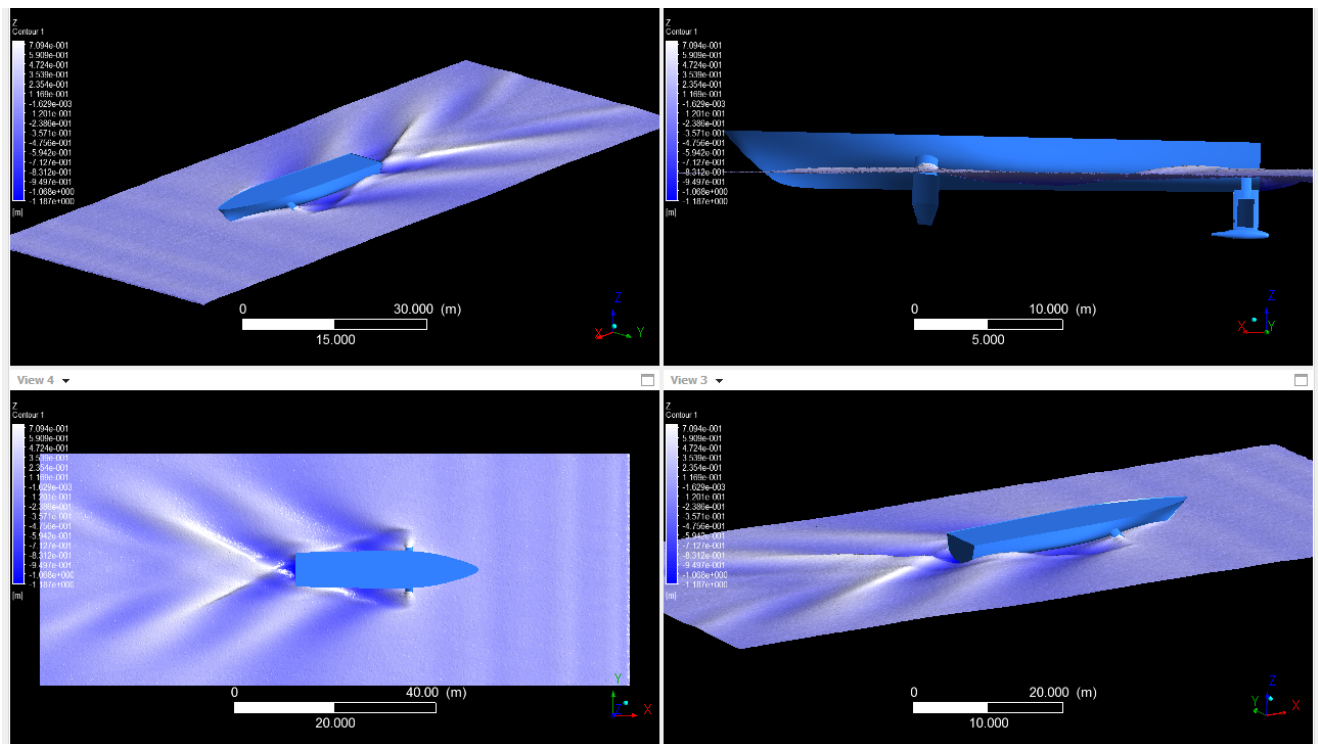 Z
Contour 1
7.094e-001
5.909e-001
4.724e-001
3.539e-001
2.354e-001
1.169e-001
-1.629e-003
-1.201e-001
-2.386e-001
-3.571e-001
-4.756e-001
-5.942e-001
-7.127e-001
-8.312e-001
-9.497e-001
-1.068e+000
-1.187e+000
[m]
0 30.000 (m)
15.000
Z
X Y
Z
Contour 1
7.094e-001
5.909e-001
4.724e-001
3.539e-001
2.354e-001
1.169e-001
-1.629e-003
-1.201e-001
-2.386e-001
-3.571e-001
-4.756e-001
-5.942e-001
-7.127e-001
-8.312e-001
-9.497e-001
-1.068e+000
-1.187e+000
[m]
0 10.000 (m)
5.000
Z
X Y
View 4
Z
Contour 1
7.094e-001
5.909e-001
4.724e-001
3.539e-001
2.354e-001
1.169e-001
-1.629e-003
-1.201e-001
-2.386e-001
-3.571e-001
-4.756e-001
-5.942e-001
-7.127e-001
-8.312e-001
-9.497e-001
-1.068e+000
-1.187e+000
[m]
0 40.00 (m)
20.000
Y
Z X
View 3
Z
Contour 1
7.094e-001
5.909e-001
4.724e-001
3.539e-001
2.354e-001
1.169e-001
-1.629e-003
-1.201e-001
-2.386e-001
-3.571e-001
-4.756e-001
-5.942e-001
-7.127e-001
-8.312e-001
-9.497e-001
-1.068e+000
-1.187e+000
[m]
0 20.000 (m)
10.000
Z
Y X